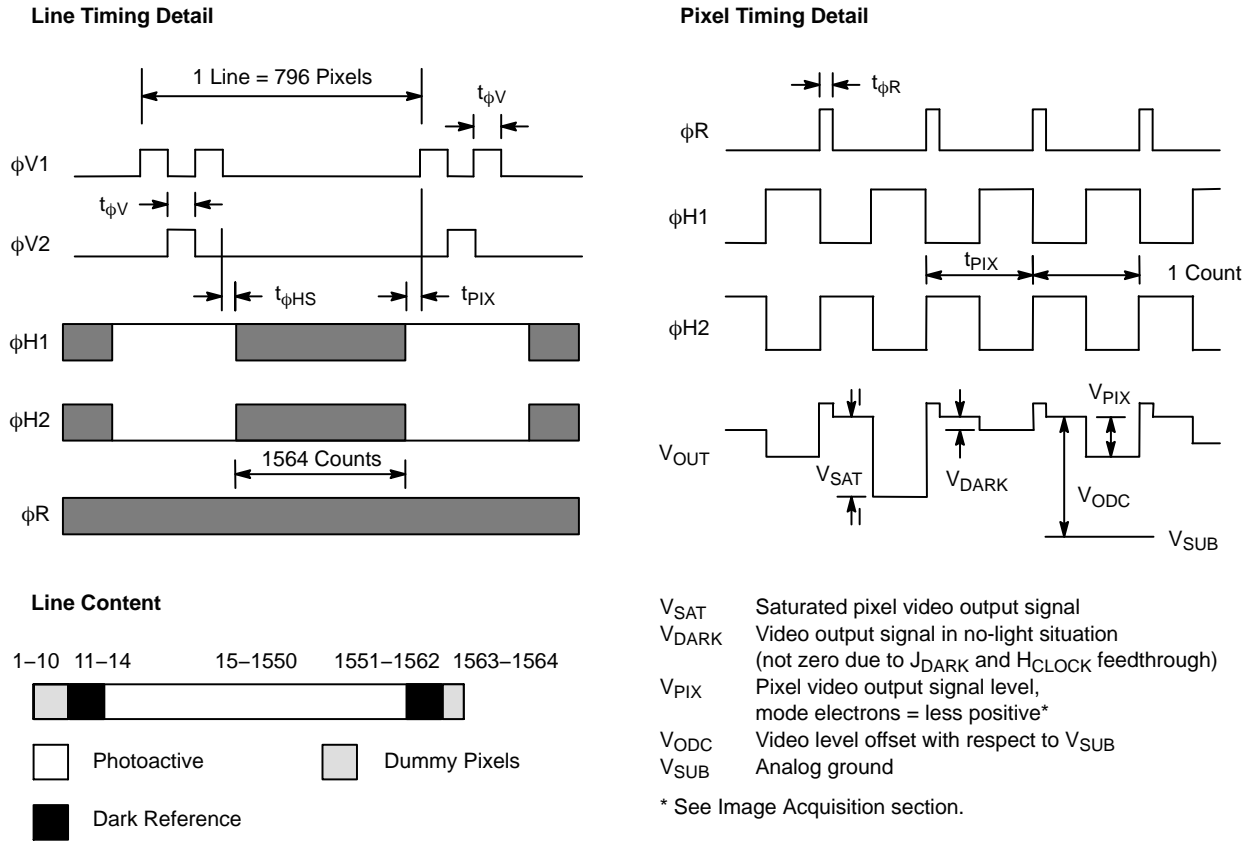 Line Timing Detail
1 Line = 796 Pixels
tϕV
ϕV1
tϕV
ϕV2
tϕHS
tPIX
ϕH1
ϕH2
1564 Counts
ϕR
Line Content
1–10 11–14 15–1550 1551–1562 1563–1564
Photoactive
Dummy Pixels
Dark Reference
Pixel Timing Detail
tϕR
ϕR
ϕH1
tPIX
1 Count
ϕH2
VPIX
VOUT
VSAT
VDARK
VODC
VSUB
VSAT Saturated pixel video output signal
VDARK Video output signal in no-light situation
(not zero due to JDARK and HCLOCK feedthrough)
VPIX Pixel video output signal level,
mode electrons = less positive*
VODC Video level offset with respect to VSUB
VSUB Analog ground
* See Image Acquisition section.